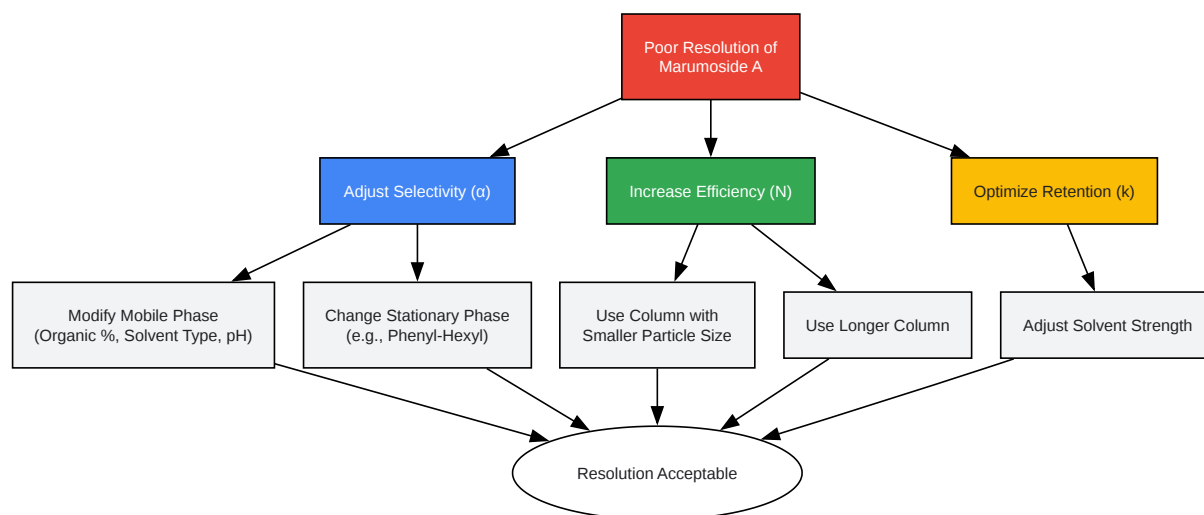 Poor Resolution of
Marumoside A
Adjust Selectivity (α)
Increase Efficiency (N)
Optimize Retention (k)
Modify Mobile Phase
(Organic %, Solvent Type, pH)
Change Stationary Phase
(e.g., Phenyl-Hexyl)
Use Column with
Smaller Particle Size
Use Longer Column
Adjust Solvent Strength
Resolution Acceptable